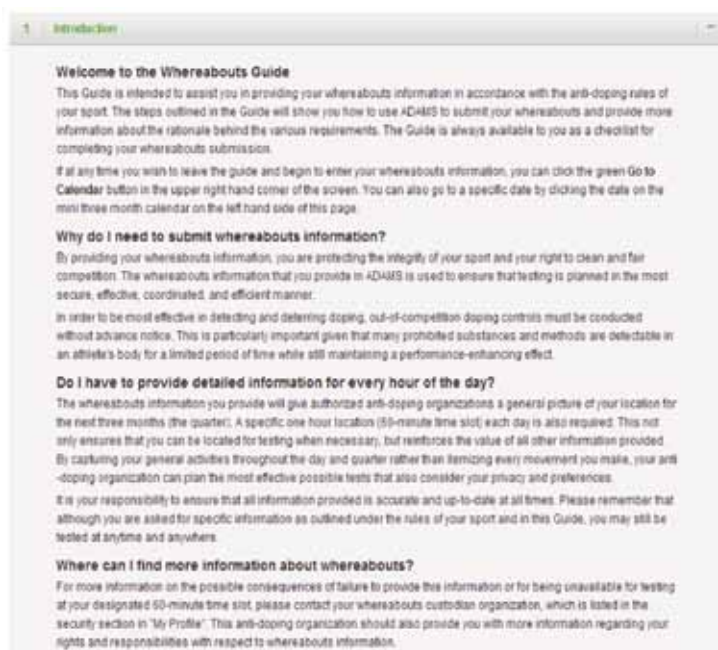 1 Introduction
Welcome to the Whereabouts Guide
This Guide is intended to assist you in providing your whereabouts information in accordance with the anti-doping rules of
your sport. The steps outlined in the Guide will show you how to use ADAMS to submit your whereabouts and provide more
information about the rationale behind the various requirements. The Guide is always available to you as a checklist for
completing your whereabouts submission.
If at any time you wish to leave the guide and begin to enter your whereabouts information, you can click the green Go to
Calendar button in the upper right hand corner of the screen. You can also go to a specific date by clicking the date on the
mini three month calendar on the left hand side of this page.
Why do I need to submit whereabouts information?
By providing your whereabouts information, you are protecting the integrity of your sport and your right to clean and fair
competition. The whereabouts information that you provide in ADAMS is used to ensure that testing is planned in the most
secure, effective, coordinated, and efficient manner.
In order to be most effective in detecting and deterring doping, out-of-competition doping controls must be conducted
without advance notice. This is particularly important given that many prohibited substances and methods are detectable in
an athlete's body for a limited period of time while still maintaining a performance-enhancing effect.
Do I have to provide detailed information for every hour of the day?
The whereabouts information you provide will give authorized anti-doping organizations a general picture of your location for
the next three months (the quarter). A specific one hour location (60-minute time slot) each day is also required. This not
only ensures that you can be located for testing when necessary, but reinforces the value of all other information provided.
By capturing your general activities throughout the day and quarter rather than itemizing every movement you make, your anti
-doping organization can plan the most effective possible tests that also consider your privacy and preferences.
It is your responsibility to ensure that all information provided is accurate and up-to-date at all times. Please remember that
although you are asked for specific information as outlined under the rules of your sport and in this Guide, you may still be
tested at anytime and anywhere.
Where can I find more information about whereabouts?
For more information on the possible consequences of failure to provide this information or for being unavailable for testing
at your designated 60-minute time slot, please contact your whereabouts custodian organization, which is listed in the
security section in "My Profile". This anti-doping organization should also provide you with more information regarding your
rights and responsibilities with respect to whereabouts information.